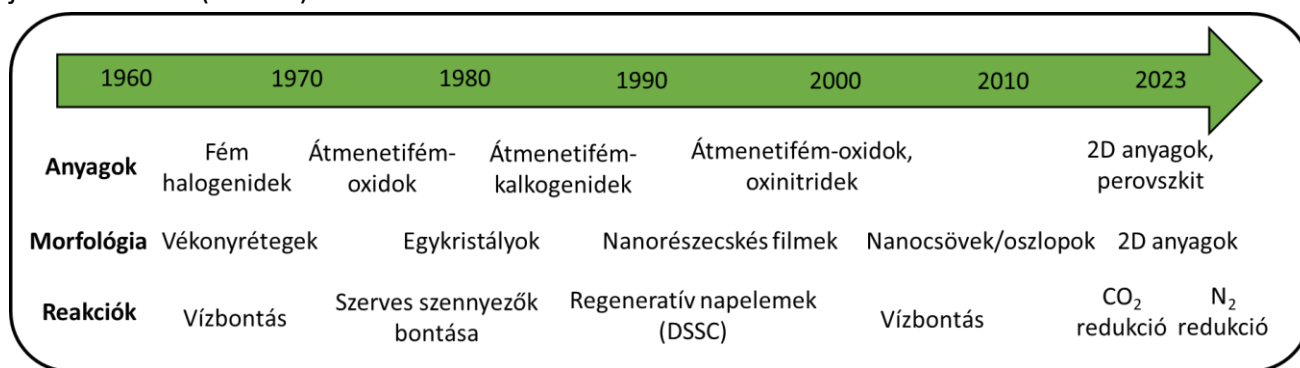 1960 1970 1980 1990 2000 2010 2023
Fém Átmenetifém- Átmenetifém- Átmenetifém-oxidok, 2D anyagok,
Anyagok
halogenidek oxidok kalkogenidek oxinitridek perovszkit
Morfológia Vékonyrétegek Egykristályok Nanorészecskés filmek Nanocsövek/oszlopok 2D anyagok
Szerves szennyezők Regeneratív napelemek CO₂ N₂
Reakciók Vízbontás Vízbontás
bontása (DSSC) redukció redukció